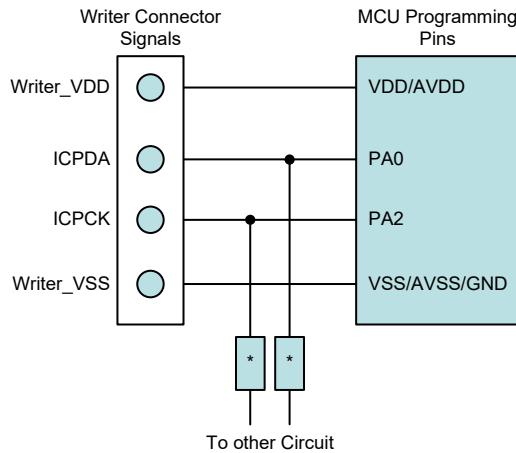 Writer Connector
Signals
MCU Programming
Pins
Writer_VDD
VDD/AVDD
ICPDA
PA0
ICPCK
PA2
Writer_VSS
VSS/AVSS/GND
* *
To other Circuit